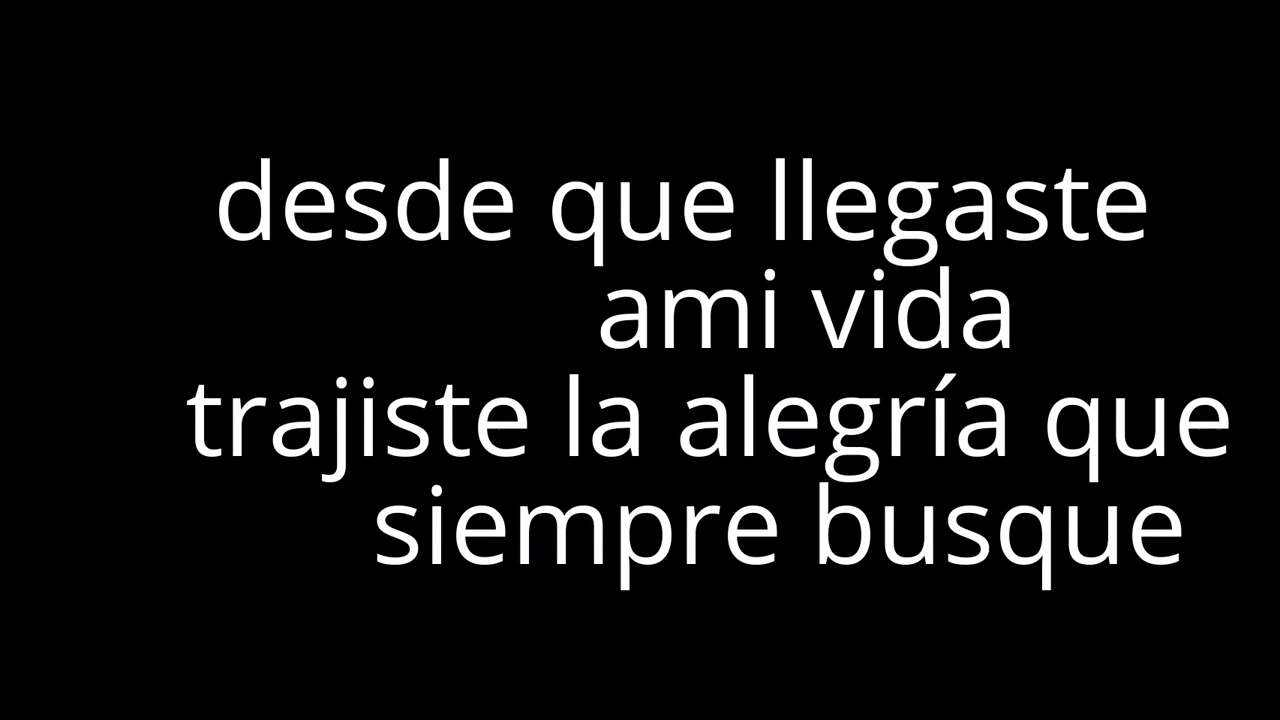 desde que llegaste
ami vida
trajiste la alegría que
siempre busque